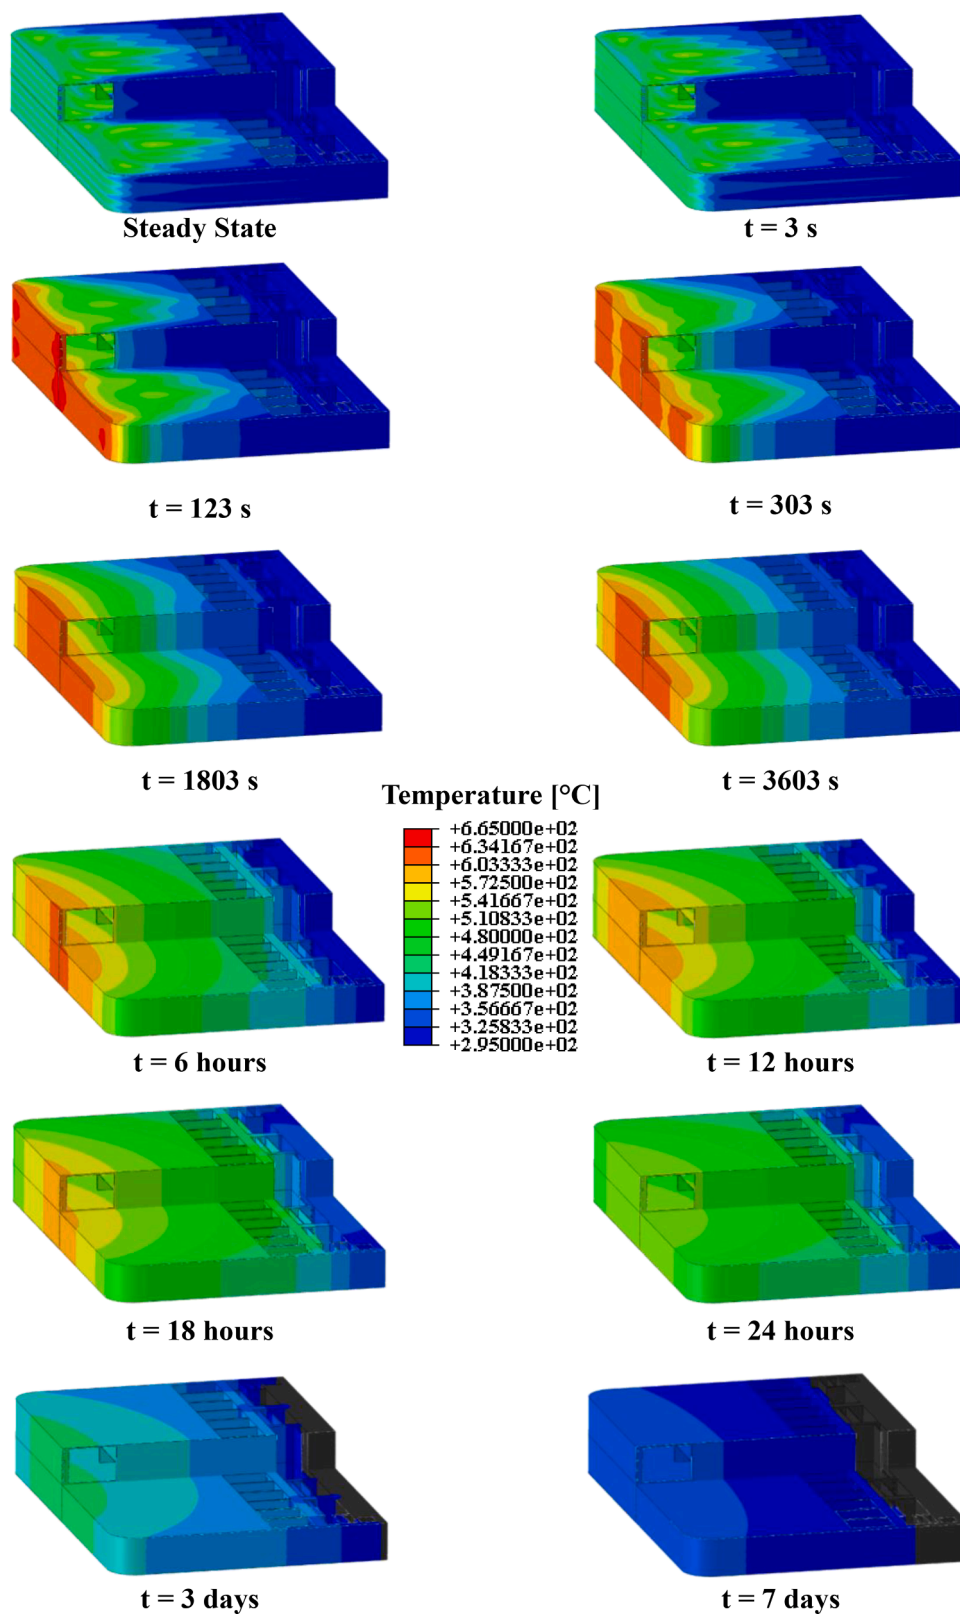 Steady State
t = 3 s
t = 123 s
t = 303 s
t = 1803 s
t = 3603 s
Temperature [°C]
+6.65000e+02
+6.34167e+02
+6.03333e+02
+5.72500e+02
+5.41667e+02
+5.10833e+02
+4.80000e+02
+4.49167e+02
+4.18333e+02
+3.87500e+02
+3.56667e+02
+3.25833e+02
+2.95000e+02
t = 6 hours
t = 12 hours
t = 18 hours
t = 24 hours
t = 3 days
t = 7 days